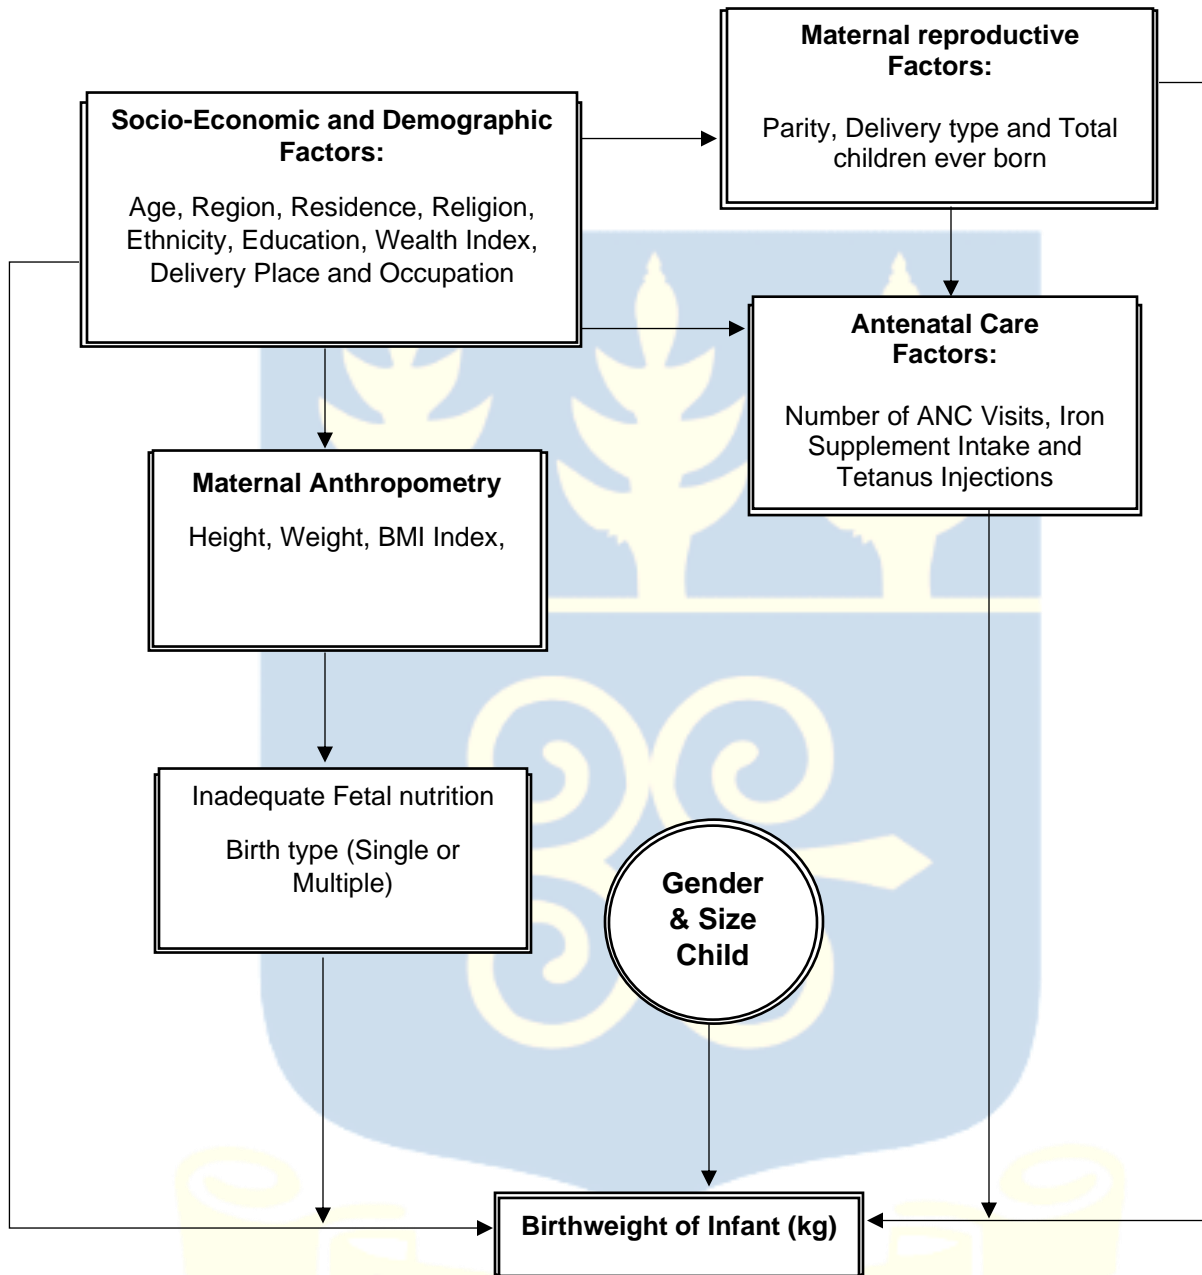 Maternal reproductive
Factors:
Parity, Delivery type and Total
children ever born
Socio-Economic and Demographic
Factors:
Age, Region, Residence, Religion,
Ethnicity, Education, Wealth Index,
Delivery Place and Occupation
Antenatal Care
Factors:
Number of ANC Visits, Iron
Supplement Intake and
Tetanus Injections
Maternal Anthropometry
Height, Weight, BMI Index,
Inadequate Fetal nutrition
Birth type (Single or
Multiple)
Gender
& Size
Child
Birthweight of Infant (kg)